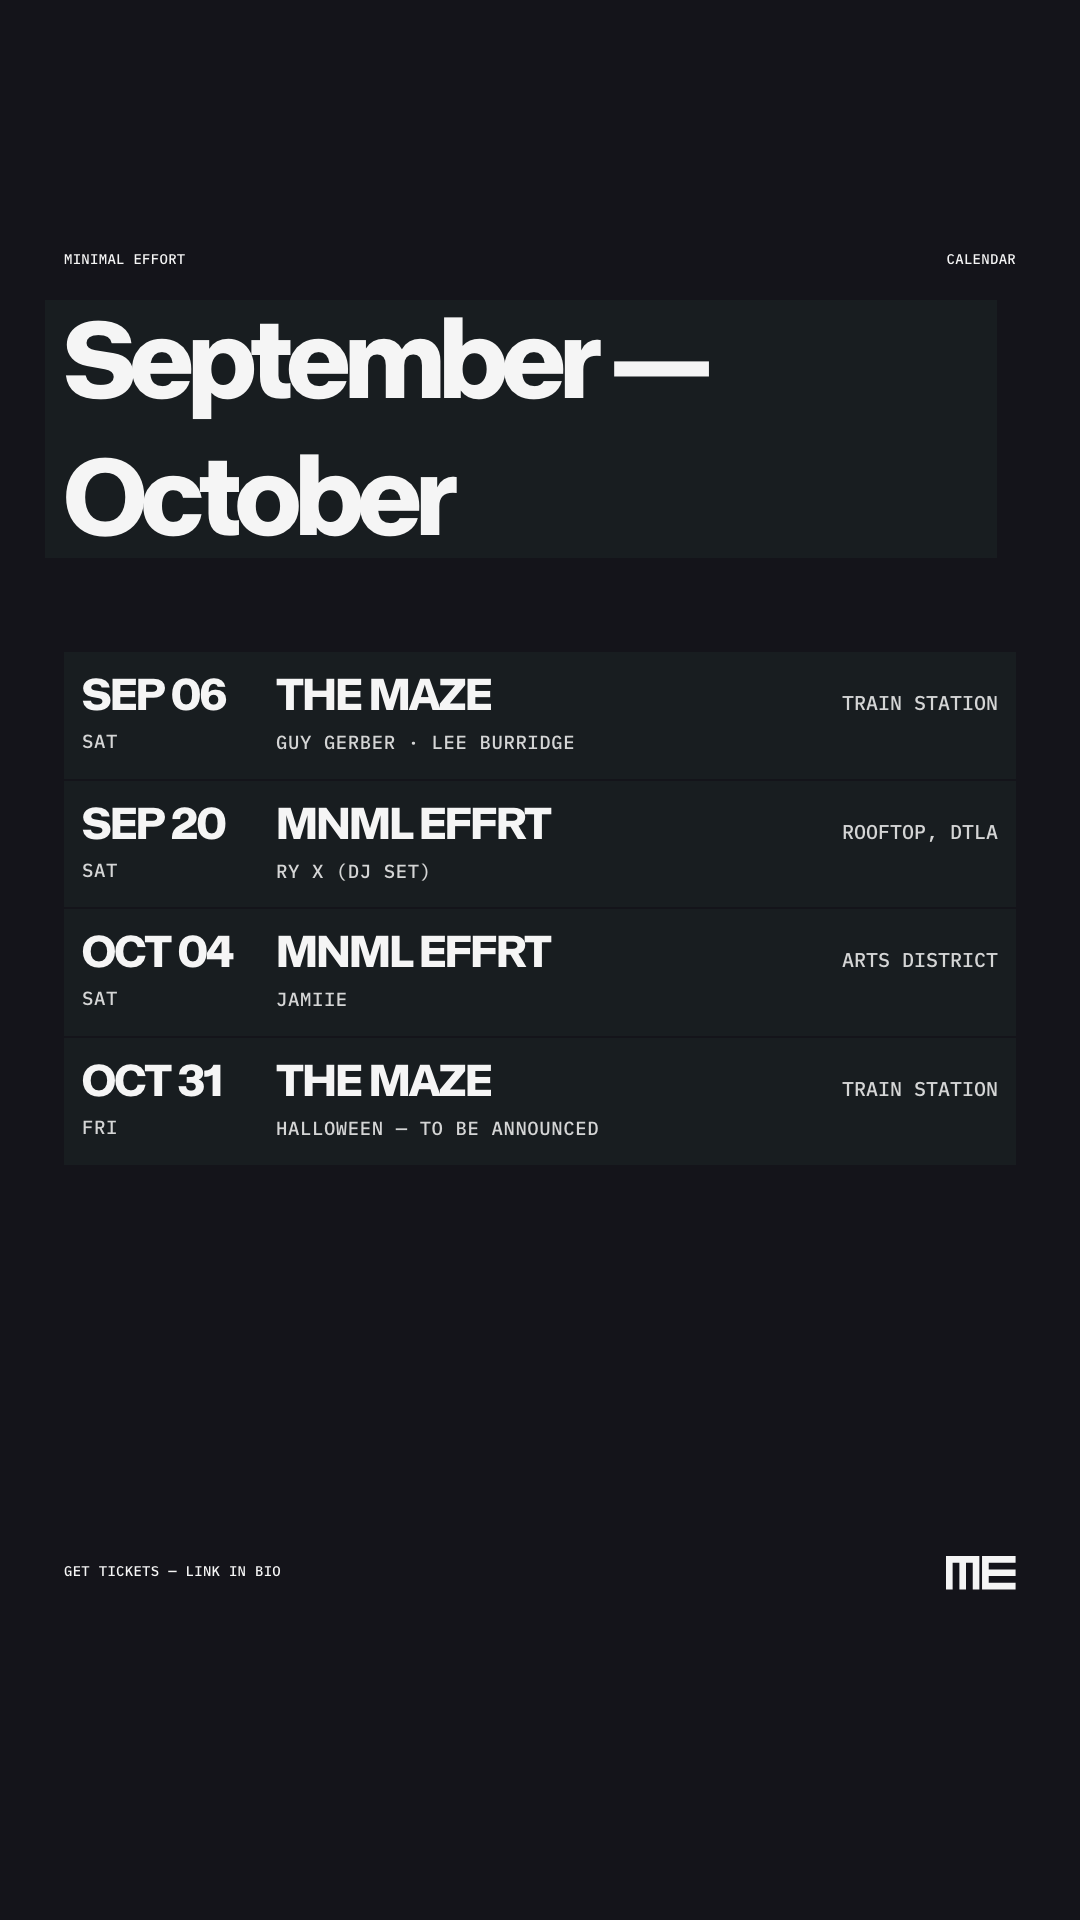 MINIMAL EFFORT
CALENDAR
September —
October
SEP 06
THE MAZE
TRAIN STATION
SAT
GUY GERBER · LEE BURRIDGE
SEP 20
MNML EFFRT
ROOFTOP, DTLA
SAT
RY X (DJ SET)
OCT 04
MNML EFFRT
ARTS DISTRICT
SAT
JAMIIE
OCT 31
THE MAZE
TRAIN STATION
FRI
HALLOWEEN — TO BE ANNOUNCED
GET TICKETS — LINK IN BIO
ME